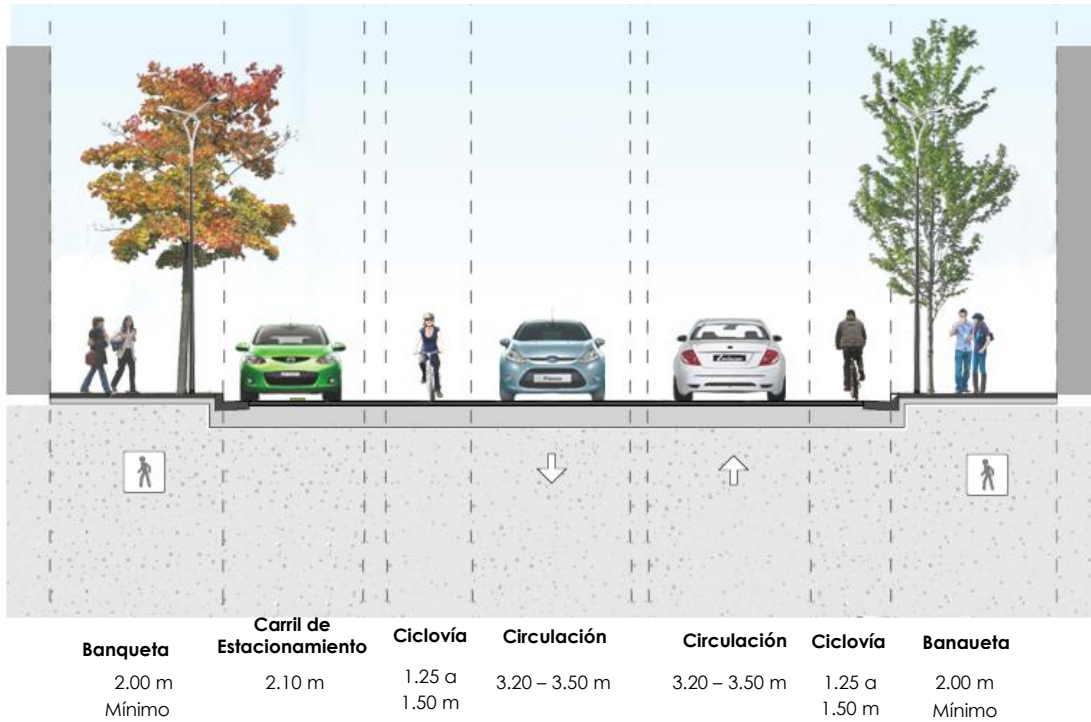 Banqueta
Carril de
Estacionamiento
Ciclovía
Circulación
Circulación
Ciclovía
Banaueta
2.00 m
Mínimo
2.10 m
1.25 a
1.50 m
3.20 – 3.50 m
3.20 – 3.50 m
1.25 a
1.50 m
2.00 m
Mínimo